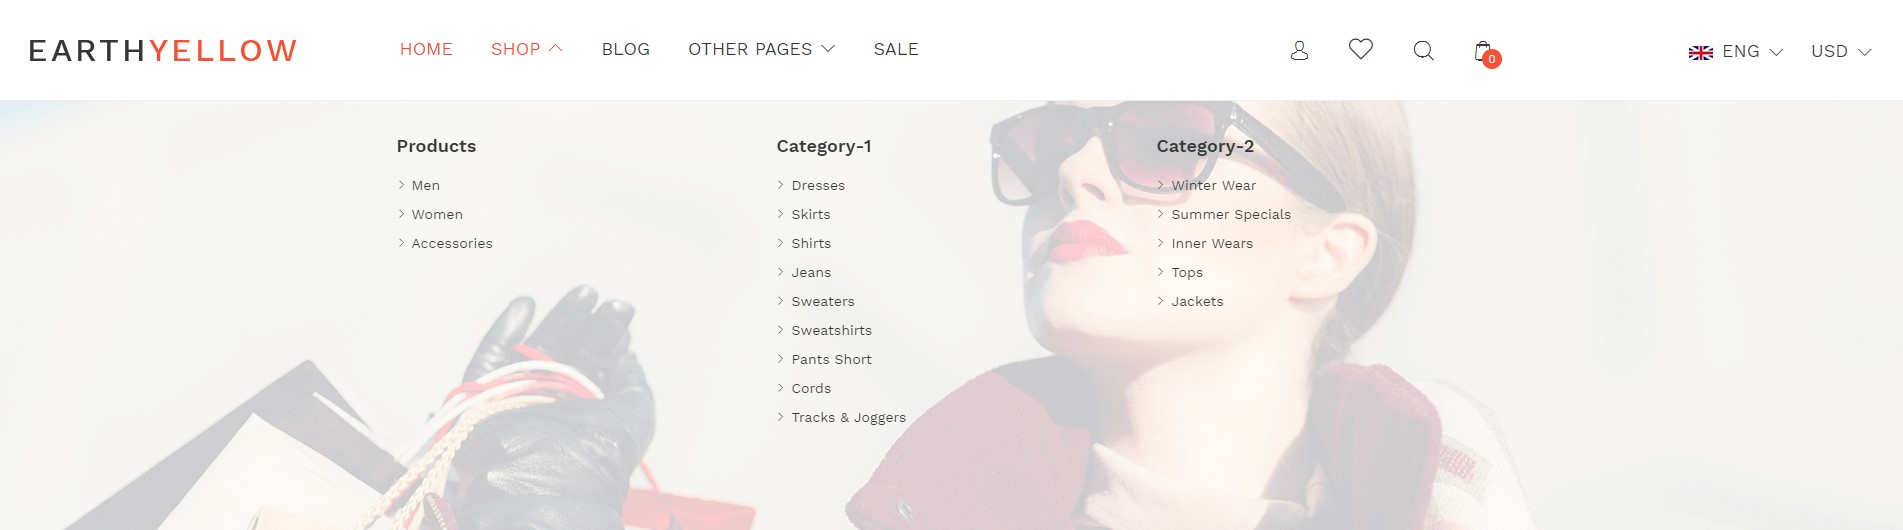 EARTHYELLOW
HOME SHOP BLOG OTHER PAGES SALE
0
ENG USD
Products
Men
Women
Accessories
Category-1
Dresses
Skirts
Shirts
Jeans
Sweaters
Sweatshirts
Pants Short
Cords
Tracks & Joggers
Category-2
Winter Wear
Summer Specials
Inner Wears
Tops
Jackets